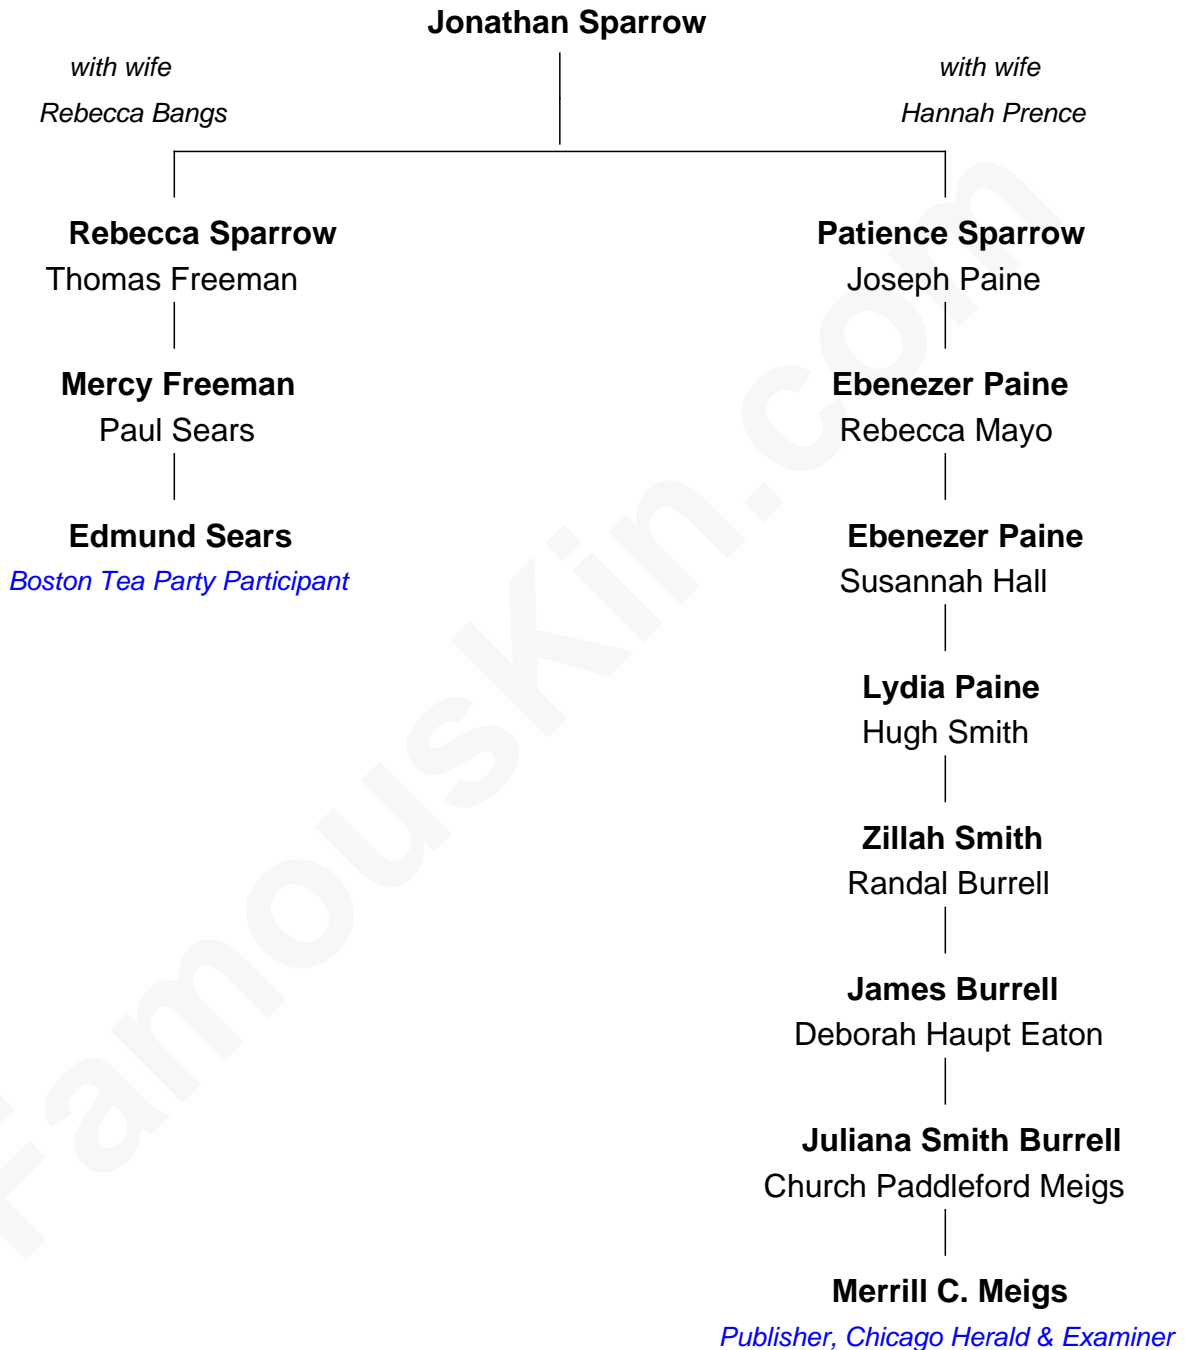 Jonathan Sparrow
with wife
Rebecca Bangs
with wife
Hannah Prence
Rebecca Sparrow
Thomas Freeman
Mercy Freeman
Paul Sears
Edmund Sears
Boston Tea Party Participant
Patience Sparrow
Joseph Paine
Ebenezer Paine
Rebecca Mayo
Ebenezer Paine
Susannah Hall
Lydia Paine
Hugh Smith
Zillah Smith
Randal Burrell
James Burrell
Deborah Haupt Eaton
Juliana Smith Burrell
Church Paddleford Meigs
Merrill C. Meigs
Publisher, Chicago Herald & Examiner
FamousKin.com